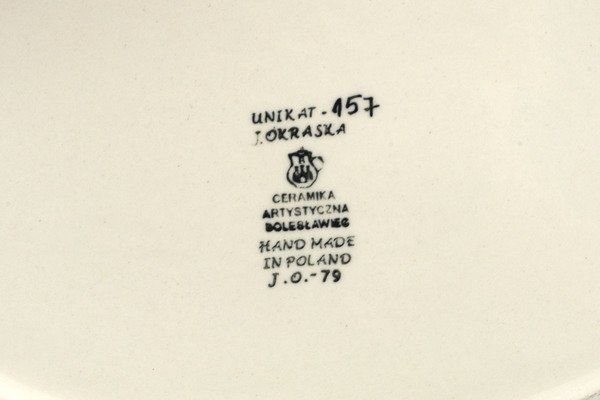 UNIKAT - 157
J.OKRASKA
CERAMIKA
ARTYSTYCZNA
BOLESŁAWIEC
HAND MADE
IN POLAND
J.O.-79